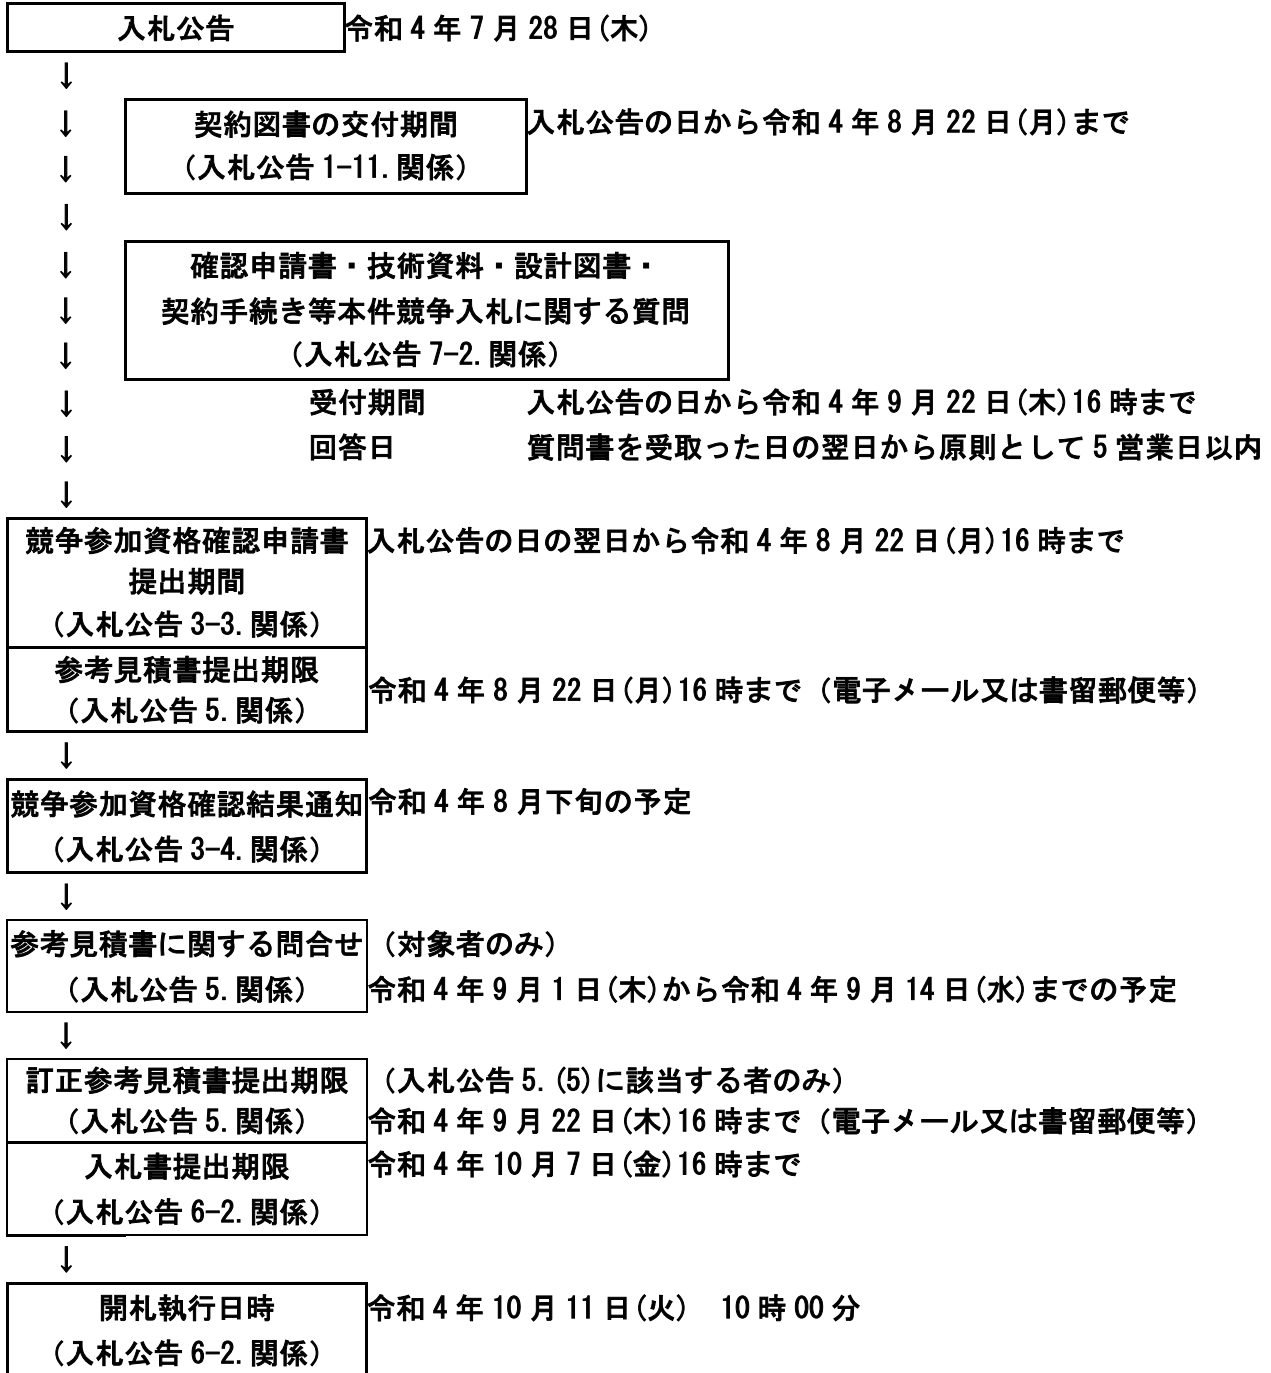 入札公告 令和4年7月28日(木)
↓
↓ 契約図書の交付期間 入札公告の日から令和4年8月22日(月)まで
↓ (入札公告1-11.関係)
↓
↓ 確認申請書・技術資料・設計図書・
↓ 契約手続き等本件競争入札に関する質問
↓ (入札公告7-2.関係)
↓ 受付期間 入札公告の日から令和4年9月22日(木)16時まで
↓ 回答日 質問書を受取った日の翌日から原則として5営業日以内
↓
競争参加資格確認申請書 入札公告の日の翌日から令和4年8月22日(月)16時まで
提出期間
(入札公告3-3.関係)
参考見積書提出期限
令和4年8月22日(月)16時まで(電子メール又は書留郵便等)
(入札公告5.関係)
↓
競争参加資格確認結果通知 令和4年8月下旬の予定
(入札公告3-4.関係)
↓
参考見積書に関する問合せ (対象者のみ)
(入札公告5.関係) 令和4年9月1日(木)から令和4年9月14日(水)までの予定
↓
訂正参考見積書提出期限 (入札公告5.(5)に該当する者のみ)
(入札公告5.関係) 令和4年9月22日(木)16時まで(電子メール又は書留郵便等)
入札書提出期限 令和4年10月7日(金)16時まで
(入札公告6-2.関係)
↓
開札執行日時 令和4年10月11日(火) 10時00分
(入札公告6-2.関係)